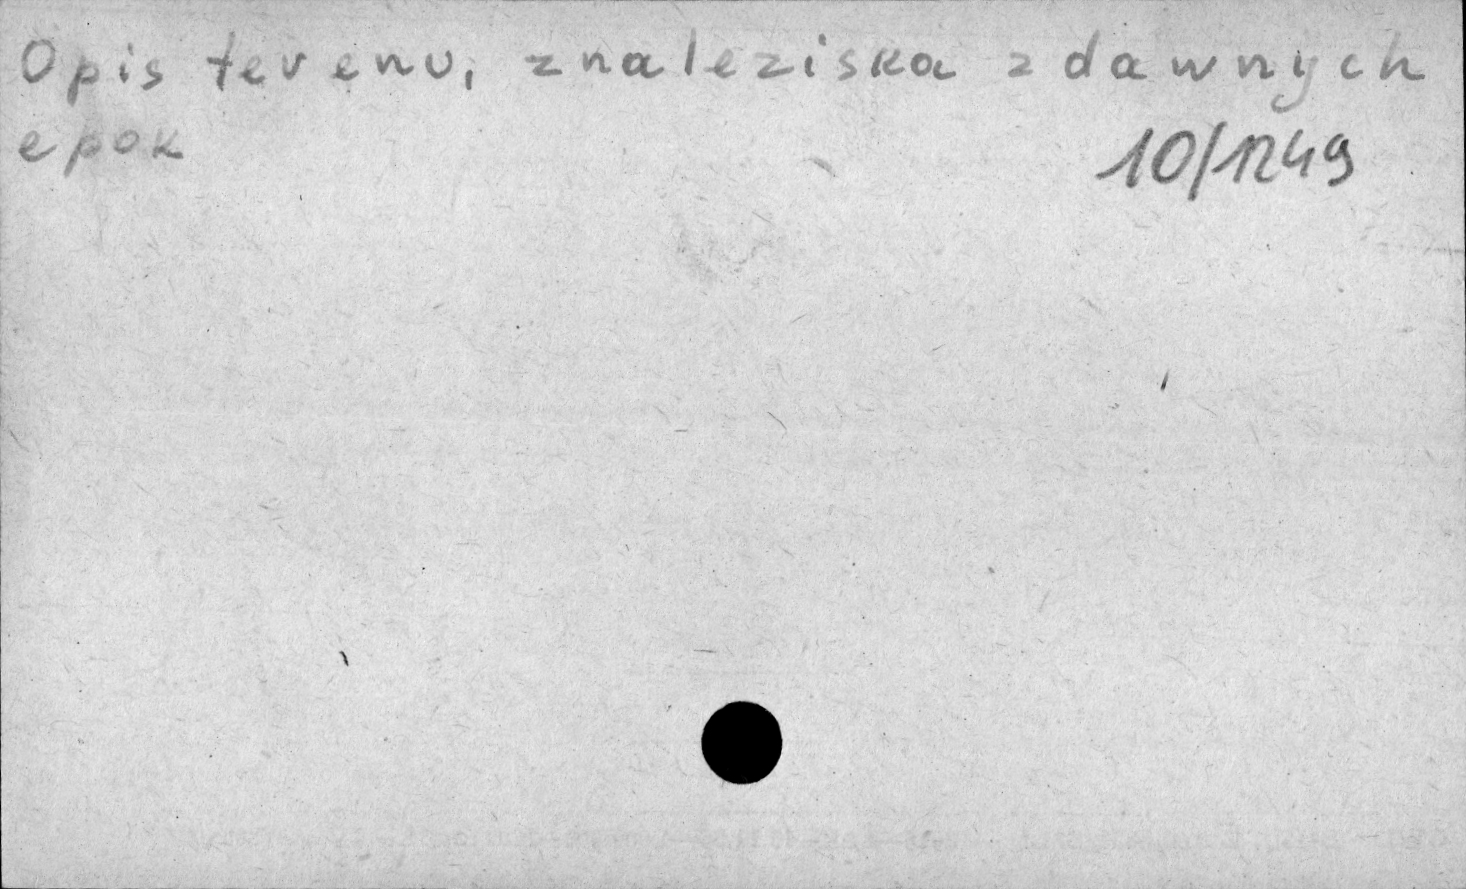 Opis terenu, znaleziska z dawnych
epok
10/1249